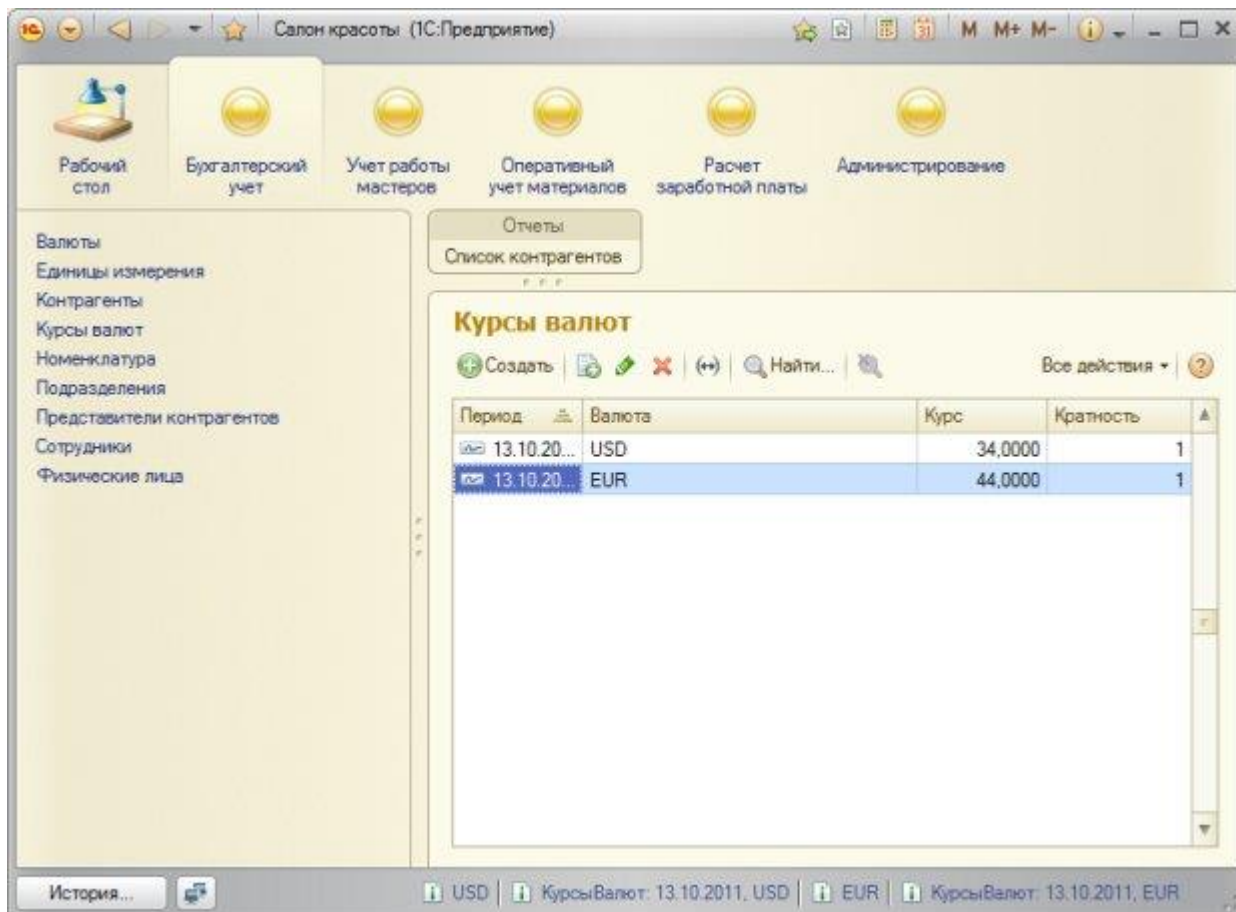 1С Салон красоты (1С:Предприятие) 31 M M+ M-
Рабочий
стол
Бухгалтерский
учет
Учет работы
мастеров
Оперативный
учет материалов
Расчет
заработной платы
Администрирование
Валюты
Единицы измерения
Контрагенты
Курсы валют
Номенклатура
Подразделения
Представители контрагентов
Сотрудники
Физические лица
Отчеты
Список контрагентов
Курсы валют
Создать Найти... Все действия ?
Период Валюта Курс Кратность
13.10.20... USD 34,0000 1
13.10.20... EUR 44,0000 1
История... USD КурсыВалют: 13.10.2011, USD EUR КурсыВалют: 13.10.2011, EUR